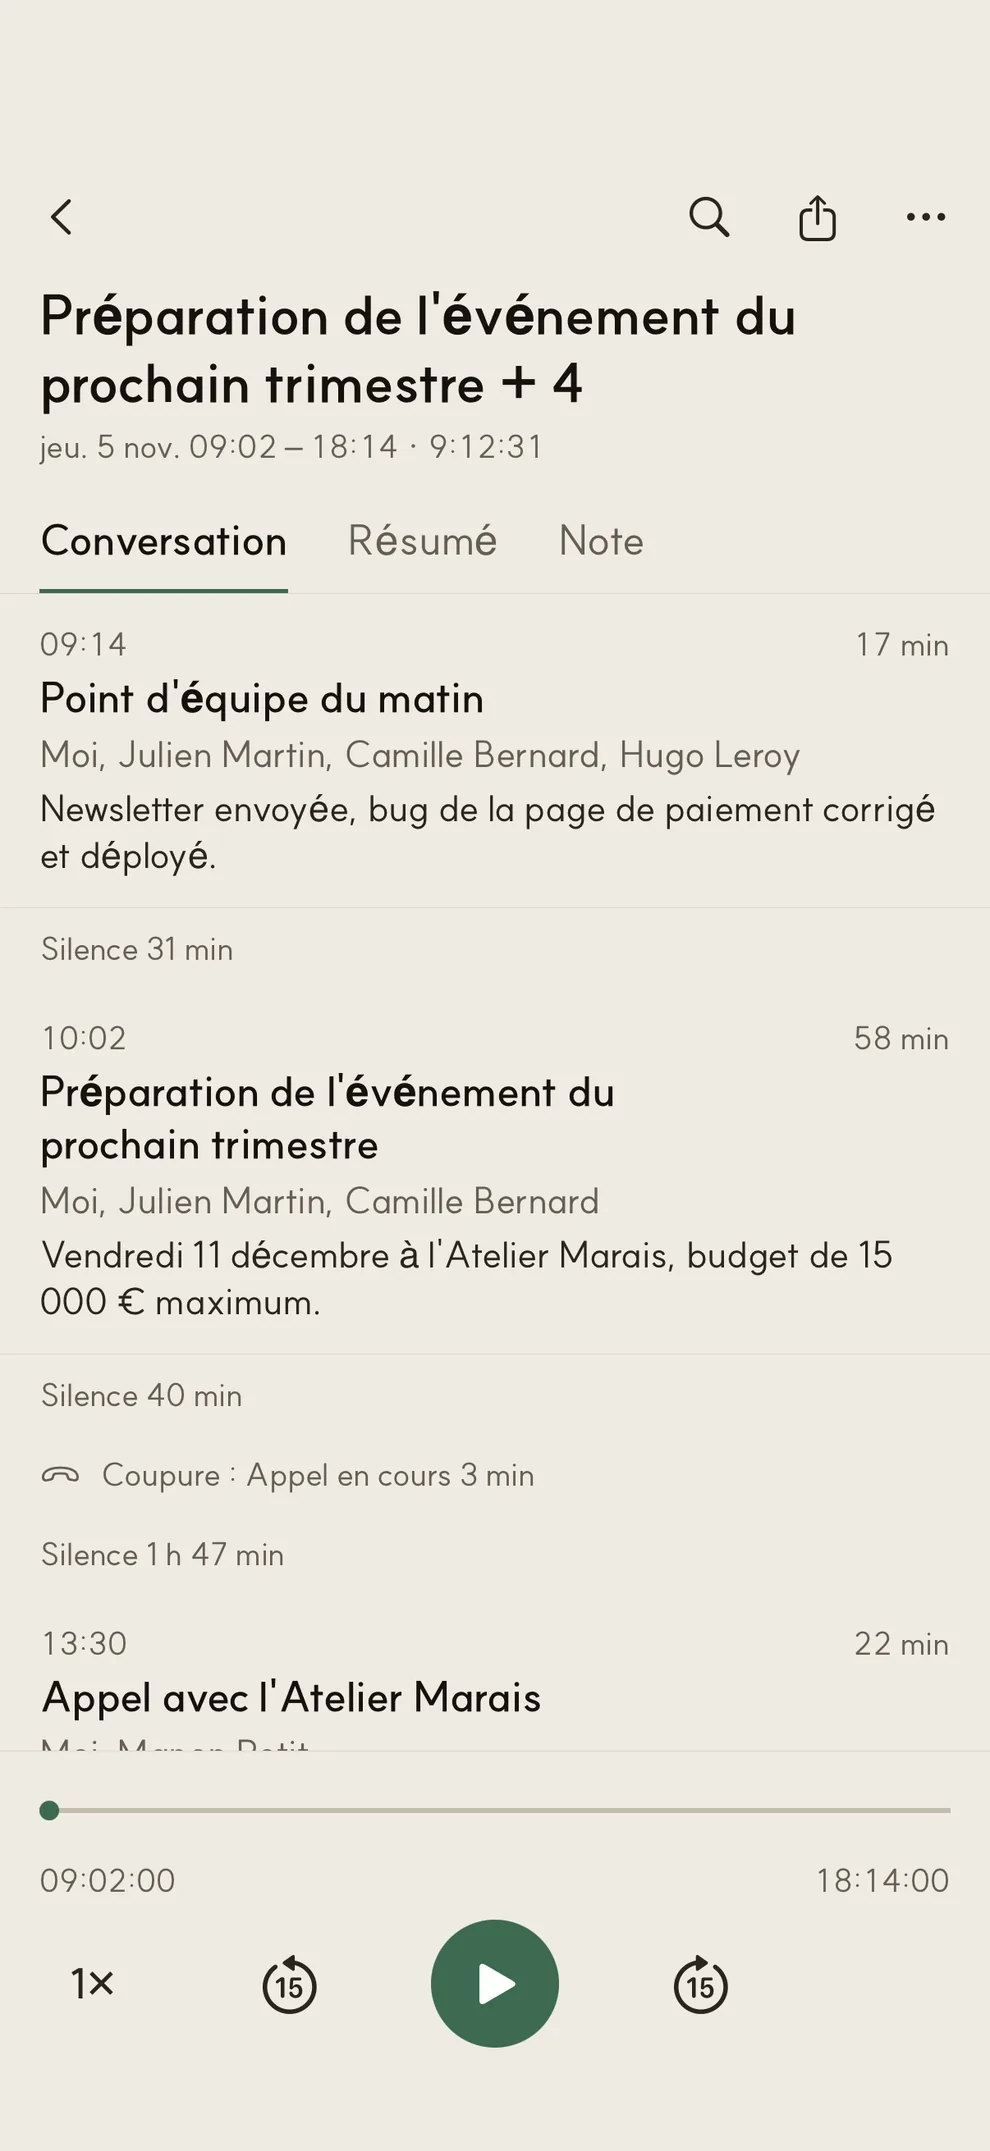 Préparation de l'événement du
prochain trimestre + 4
jeu. 5 nov. 09:02 – 18:14 · 9:12:31
Conversation Résumé Note
09:14 17 min
Point d'équipe du matin
Moi, Julien Martin, Camille Bernard, Hugo Leroy
Newsletter envoyée, bug de la page de paiement corrigé
et déployé.
Silence 31 min
10:02 58 min
Préparation de l'événement du
prochain trimestre
Moi, Julien Martin, Camille Bernard
Vendredi 11 décembre à l'Atelier Marais, budget de 15
000 € maximum.
Silence 40 min
Coupure : Appel en cours 3 min
Silence 1 h 47 min
13:30 22 min
Appel avec l'Atelier Marais
Moi, Manon Petit
09:02:00 18:14:00
1× 15 15